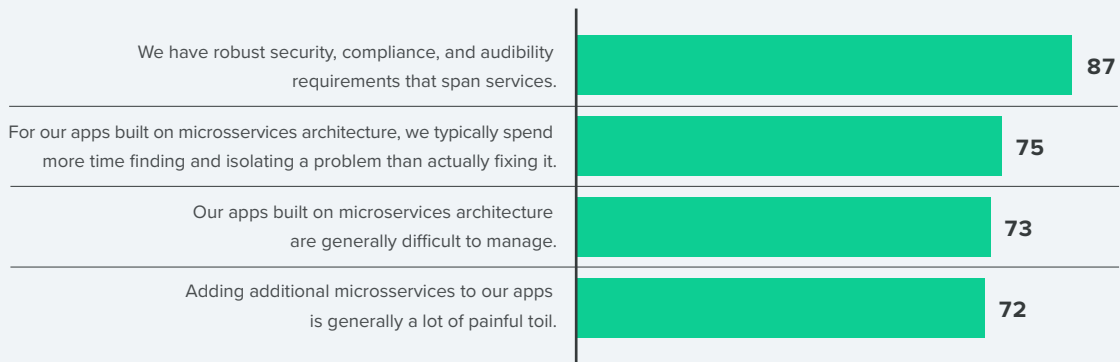 We have robust security, compliance, and audibility
requirements that span services.
87
For our apps built on microsservices architecture, we typically spend
more time finding and isolating a problem than actually fixing it.
75
Our apps built on microservices architecture
are generally difficult to manage.
73
Adding additional microsservices to our apps
is generally a lot of painful toil.
72